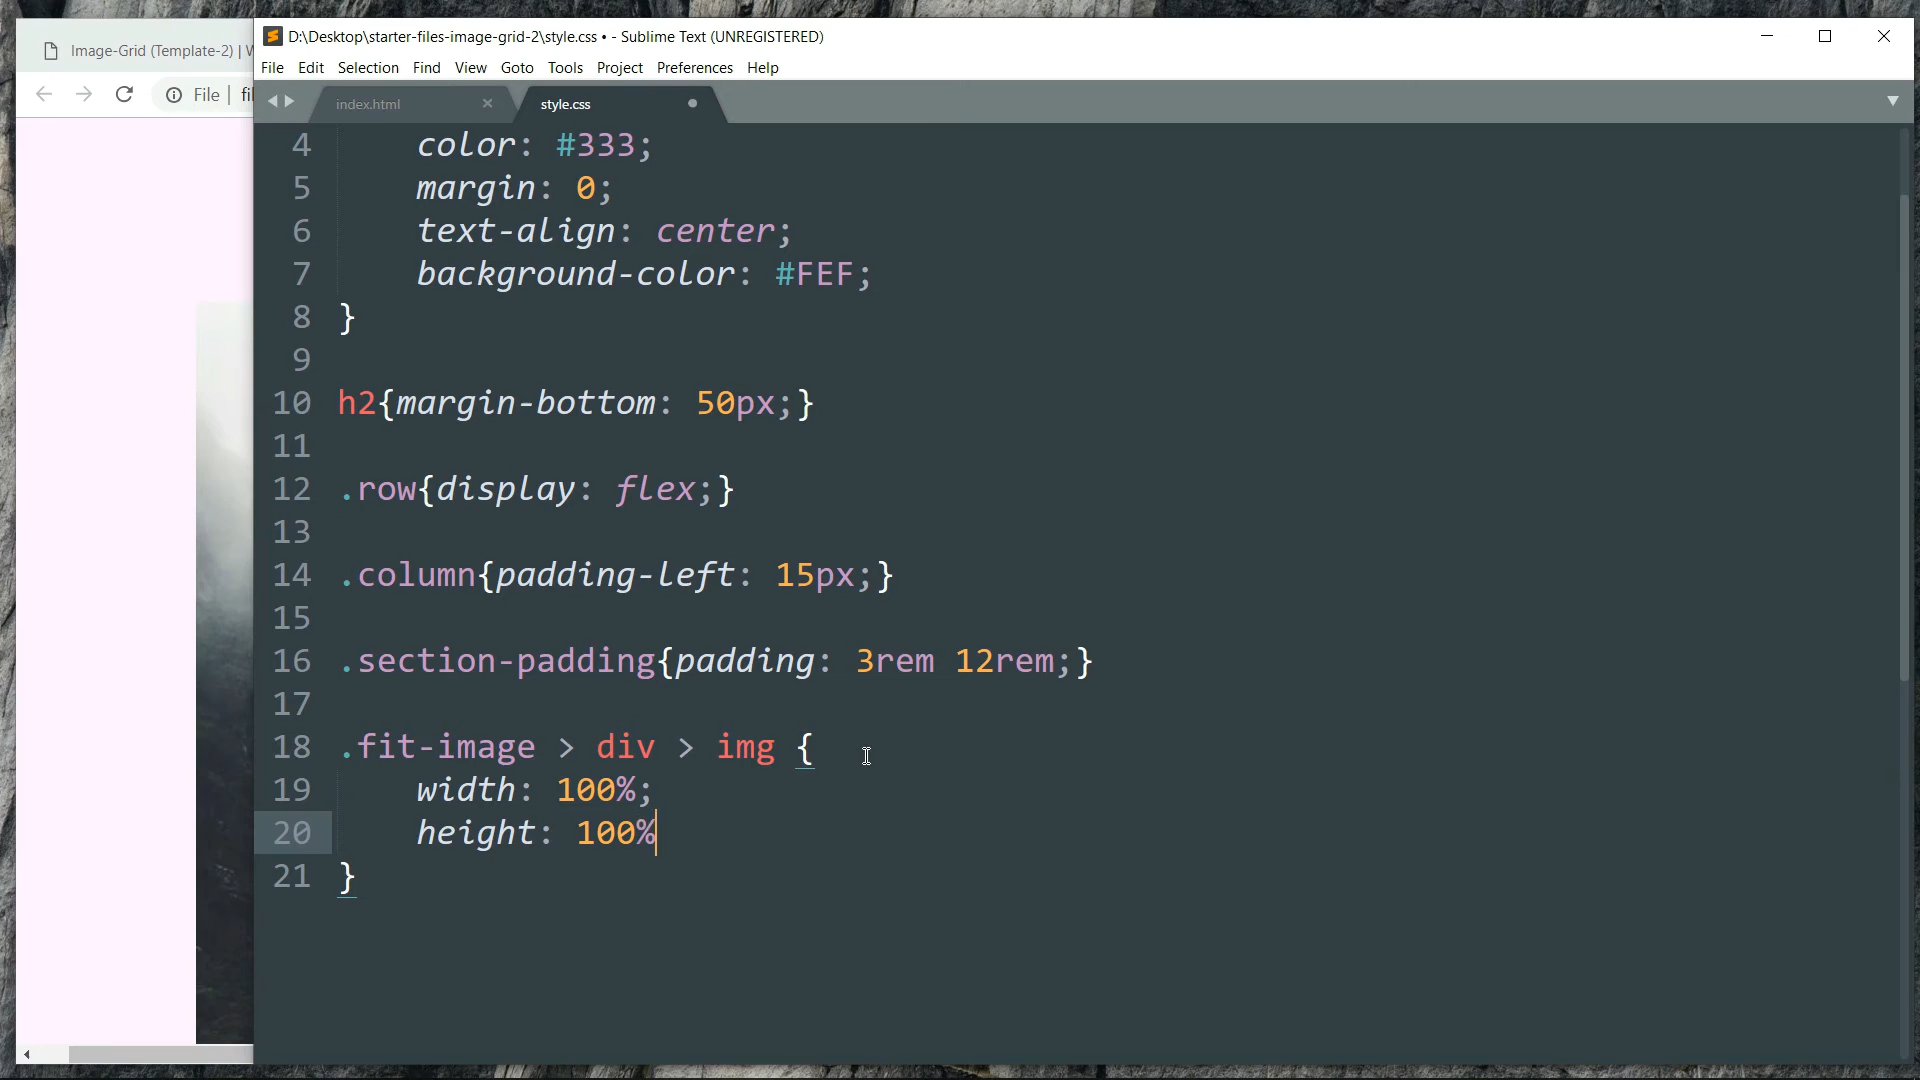 D:\Desktop\starter-files-image-grid-2\style.css • - Sublime Text (UNREGISTERED)
Image-Grid (Template-2) | W
File Edit Selection Find View Goto Tools Project Preferences Help
File | fil
index.html style.css
4 color: #333;
5 margin: 0;
6 text-align: center;
7 background-color: #FEF;
8 }
9
10 h2{margin-bottom: 50px;}
11
12 .row{display: flex;}
13
14 .column{padding-left: 15px;}
15
16 .section-padding{padding: 3rem 12rem;}
17
18 .fit-image > div > img {
19 width: 100%;
20 height: 100%
21 }